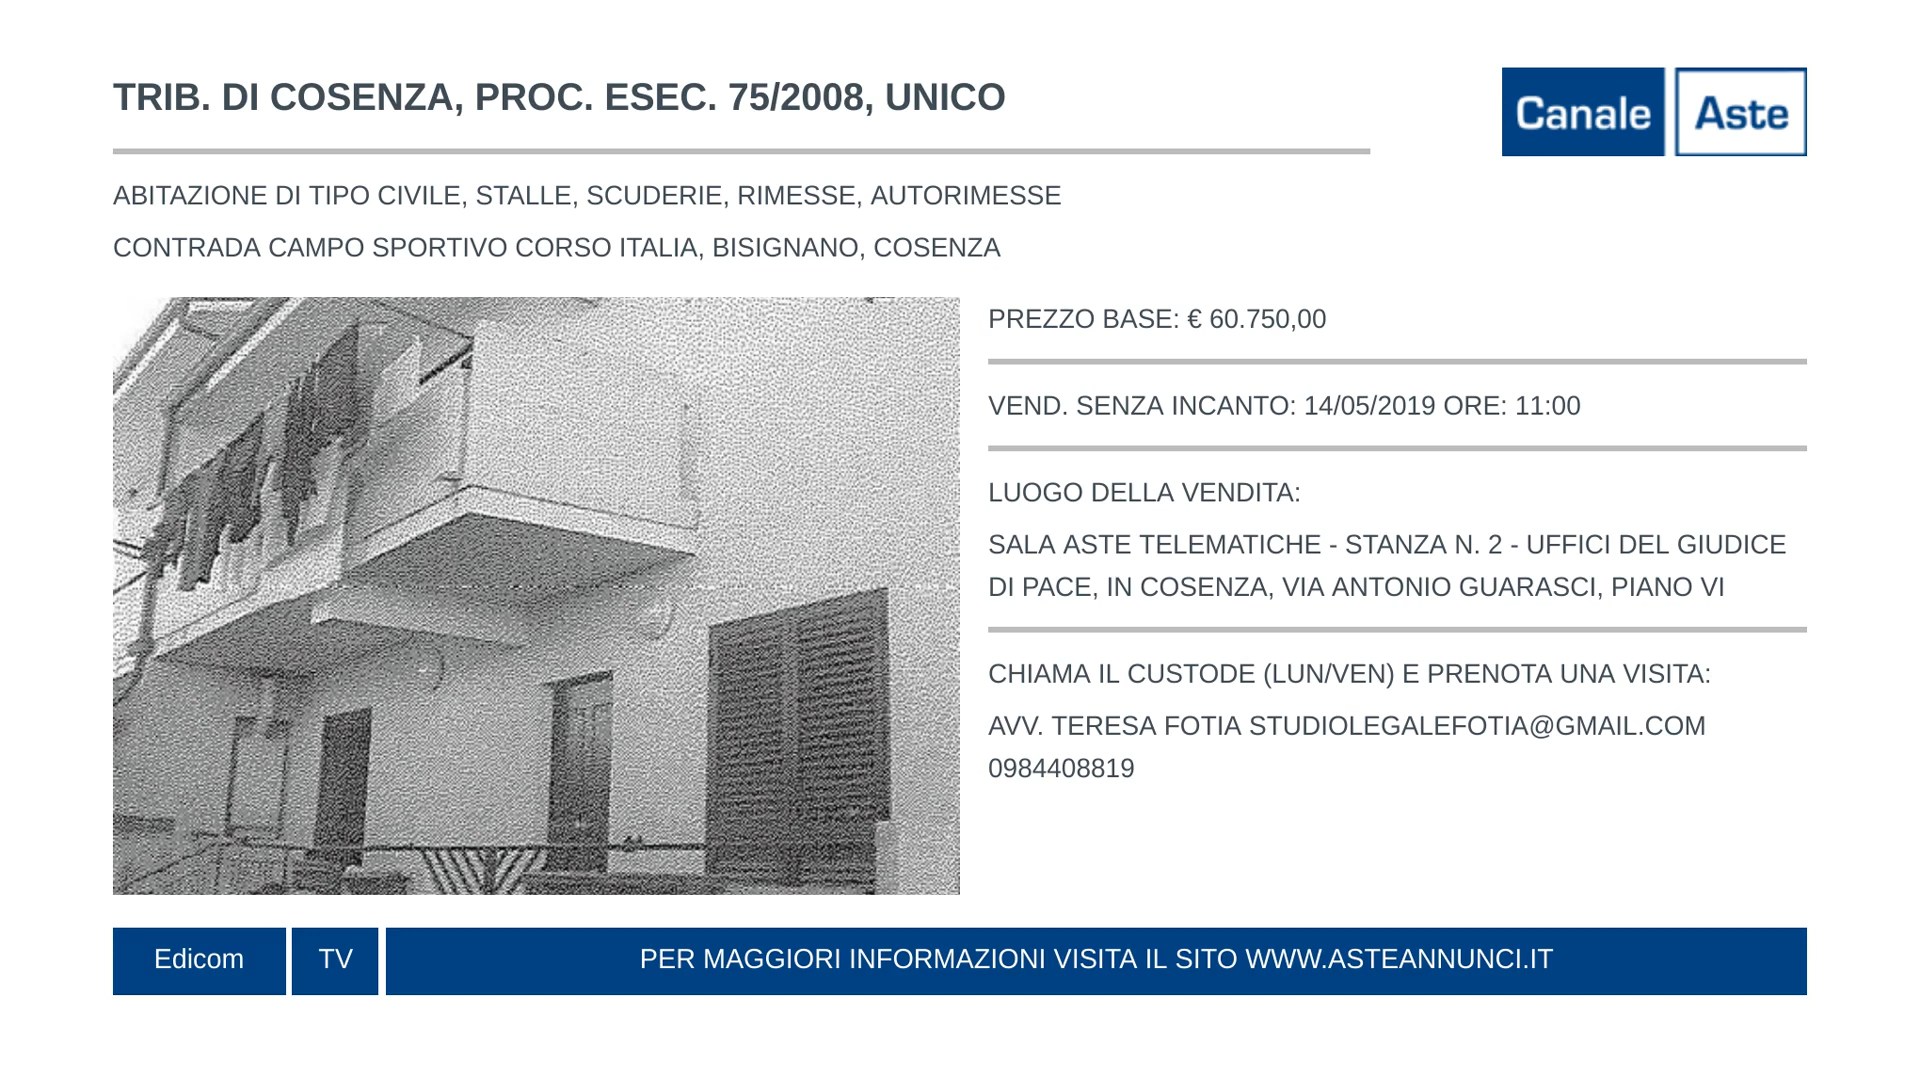 TRIB. DI COSENZA, PROC. ESEC. 75/2008, UNICO
Canale Aste
ABITAZIONE DI TIPO CIVILE, STALLE, SCUDERIE, RIMESSE, AUTORIMESSE
CONTRADA CAMPO SPORTIVO CORSO ITALIA, BISIGNANO, COSENZA
PREZZO BASE: € 60.750,00
VEND. SENZA INCANTO: 14/05/2019 ORE: 11:00
LUOGO DELLA VENDITA:
SALA ASTE TELEMATICHE - STANZA N. 2 - UFFICI DEL GIUDICE
DI PACE, IN COSENZA, VIA ANTONIO GUARASCI, PIANO VI
CHIAMA IL CUSTODE (LUN/VEN) E PRENOTA UNA VISITA:
AVV. TERESA FOTIA STUDIOLEGALEFOTIA@GMAIL.COM
0984408819
Edicom TV PER MAGGIORI INFORMAZIONI VISITA IL SITO WWW.ASTEANNUNCI.IT